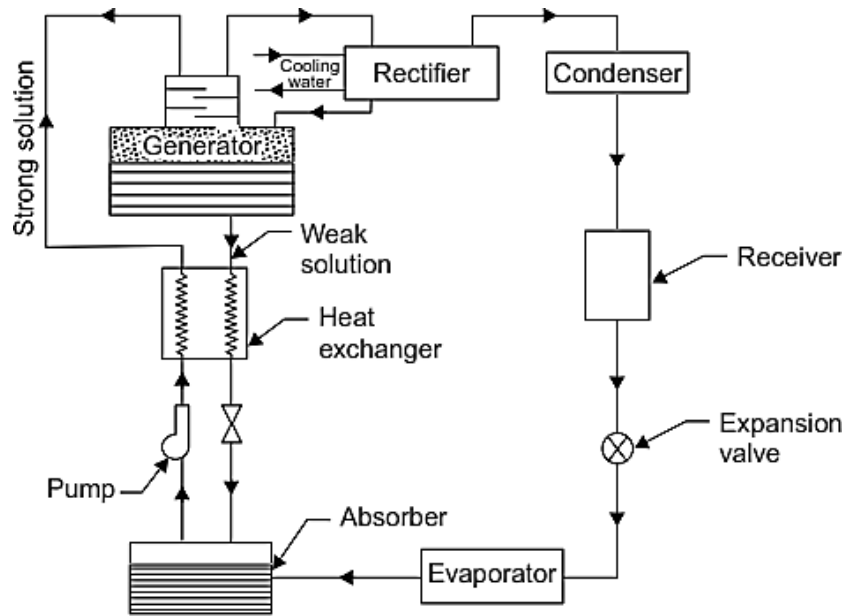 Cooling
water
Rectifier
Condenser
Strong solution
Generator
Weak
solution
Receiver
Heat
exchanger
Expansion
valve
Pump
Absorber
Evaporator